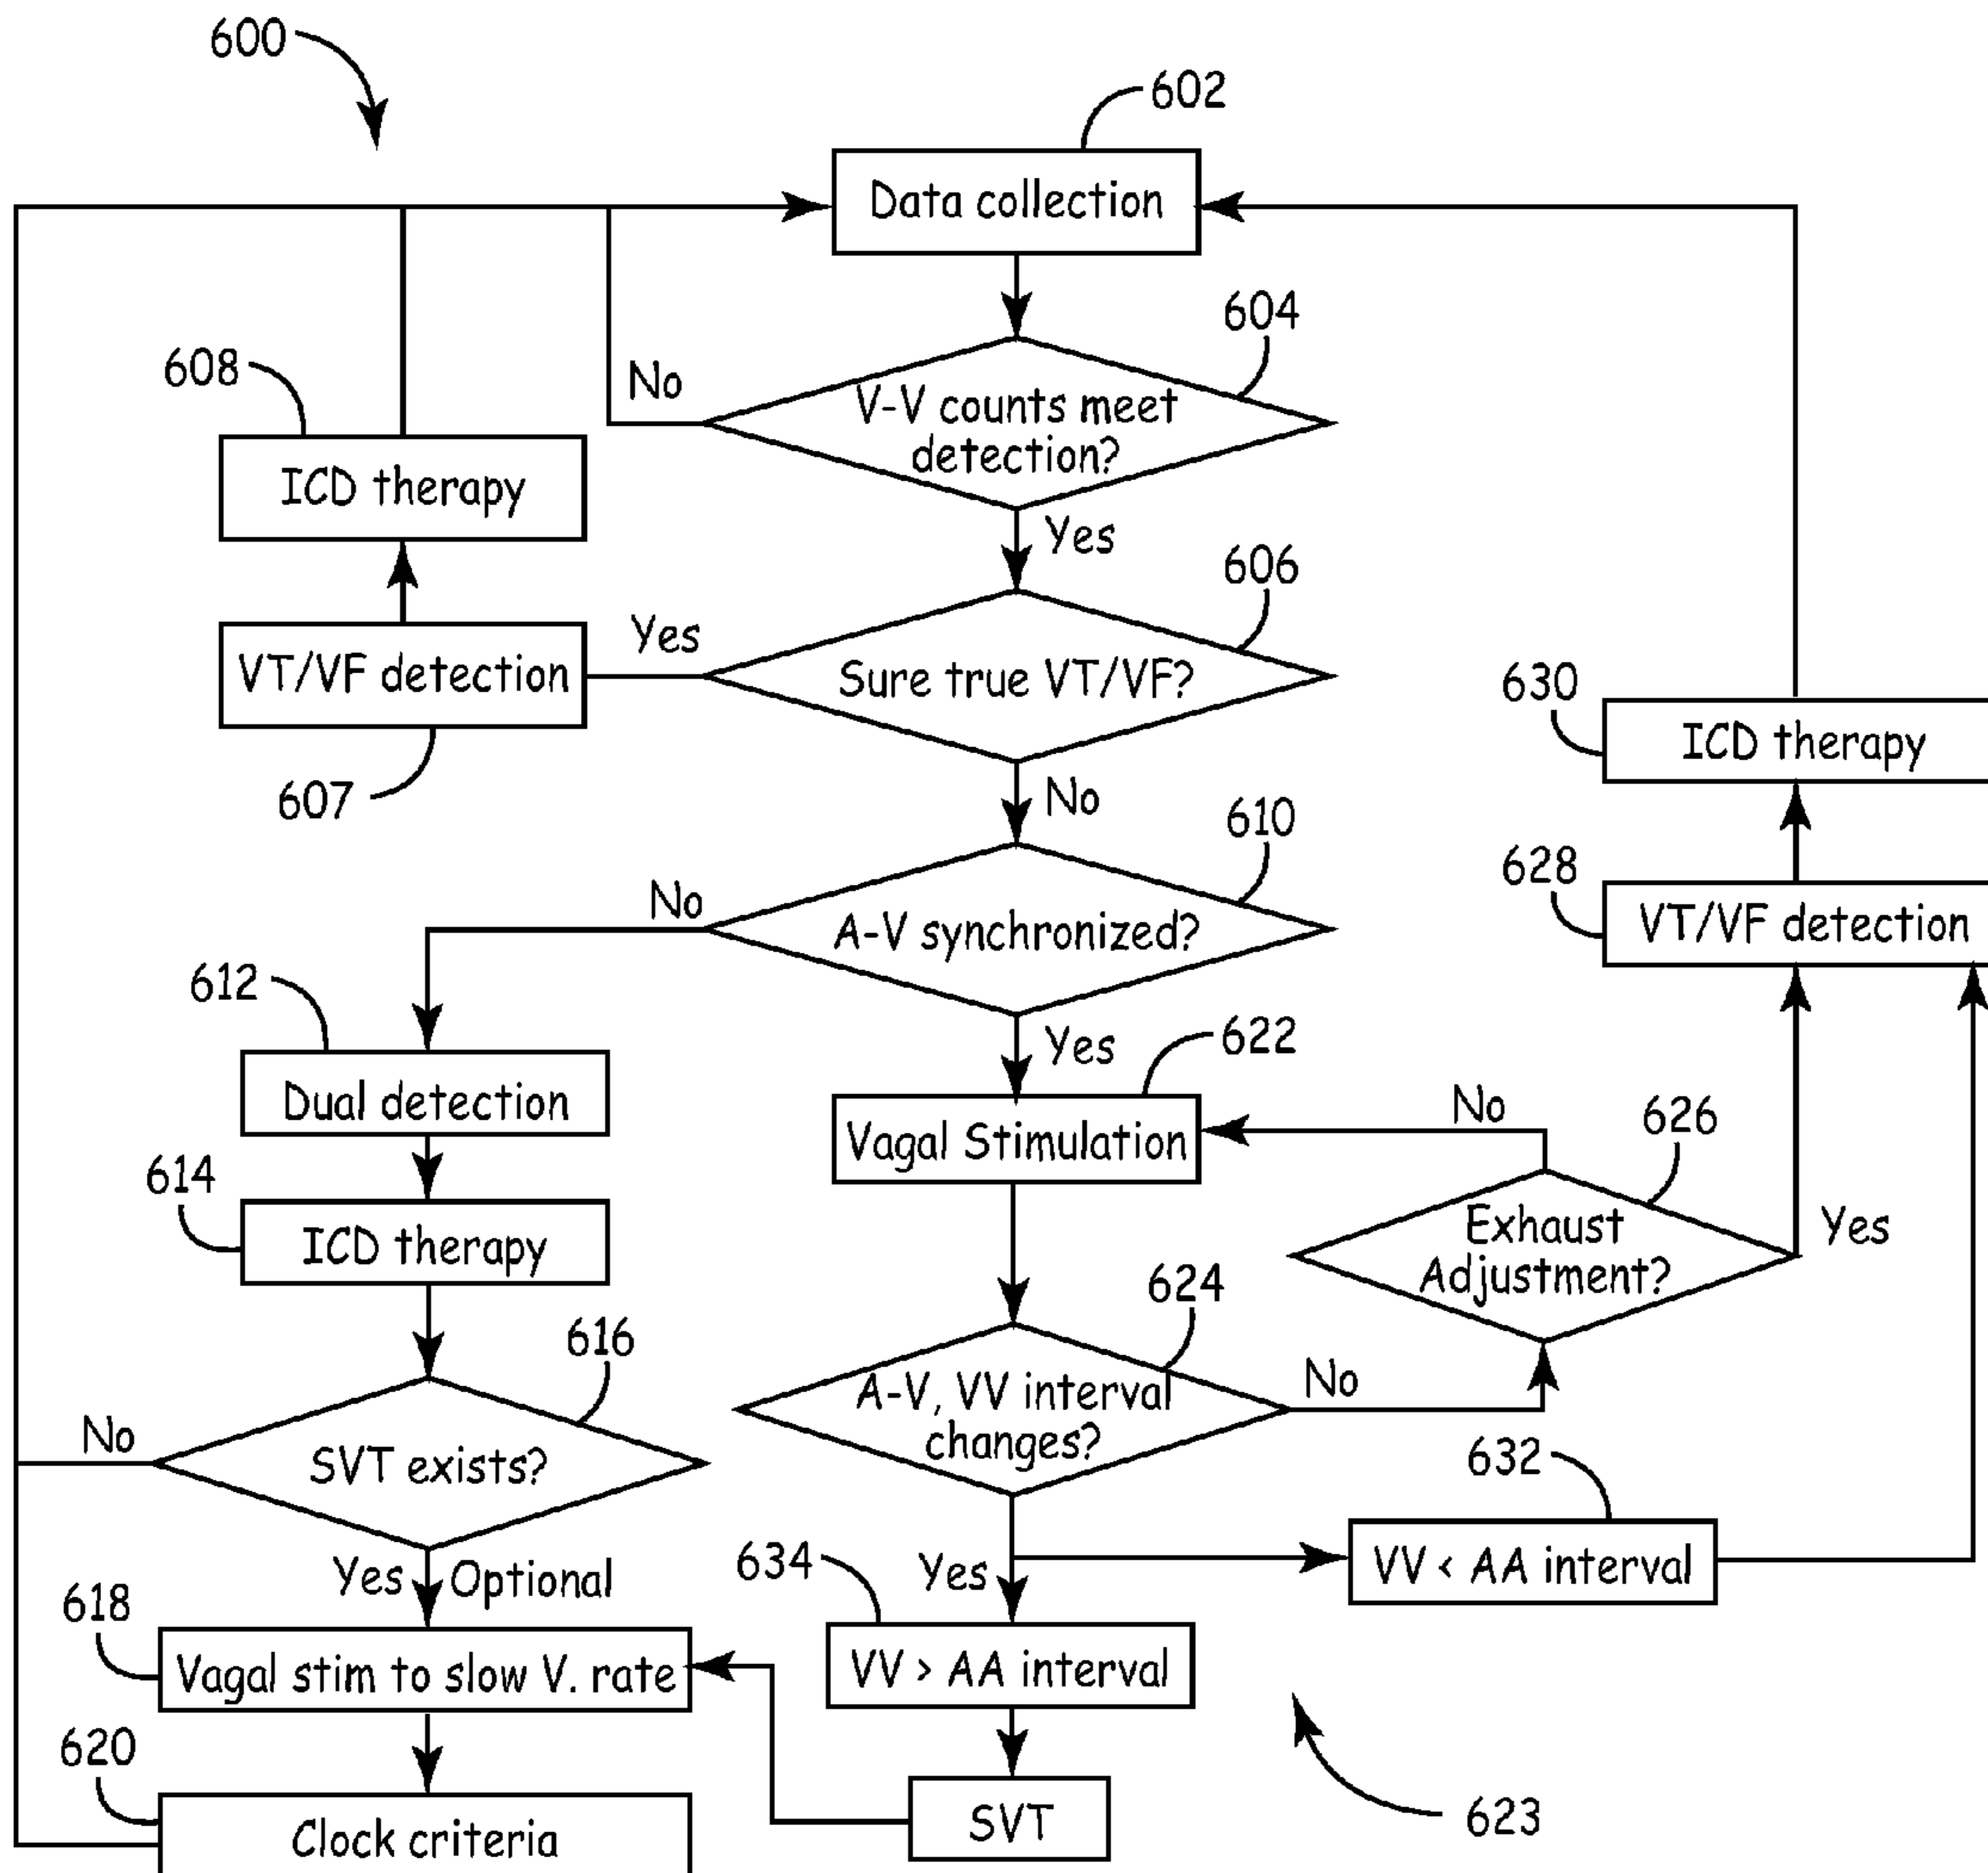 600
602
Data collection
604
608
No
V-V counts meet
detection?
ICD therapy
Yes
606
Yes
Sure true VT/VF?
VT/VF detection
630
ICD therapy
607
No
610
628
No
A-V synchronized?
VT/VF detection
612
622
Yes
Dual detection
No
626
Vagal Stimulation
614
Exhaust
Adjustment?
Yes
ICD therapy
624
616
A-V, VV interval
changes?
No
No
SVT exists?
632
634
Yes
VV < AA interval
Yes
Optional
618
VV > AA interval
Vagal stim to slow V. rate
620
SVT
623
Clock criteria